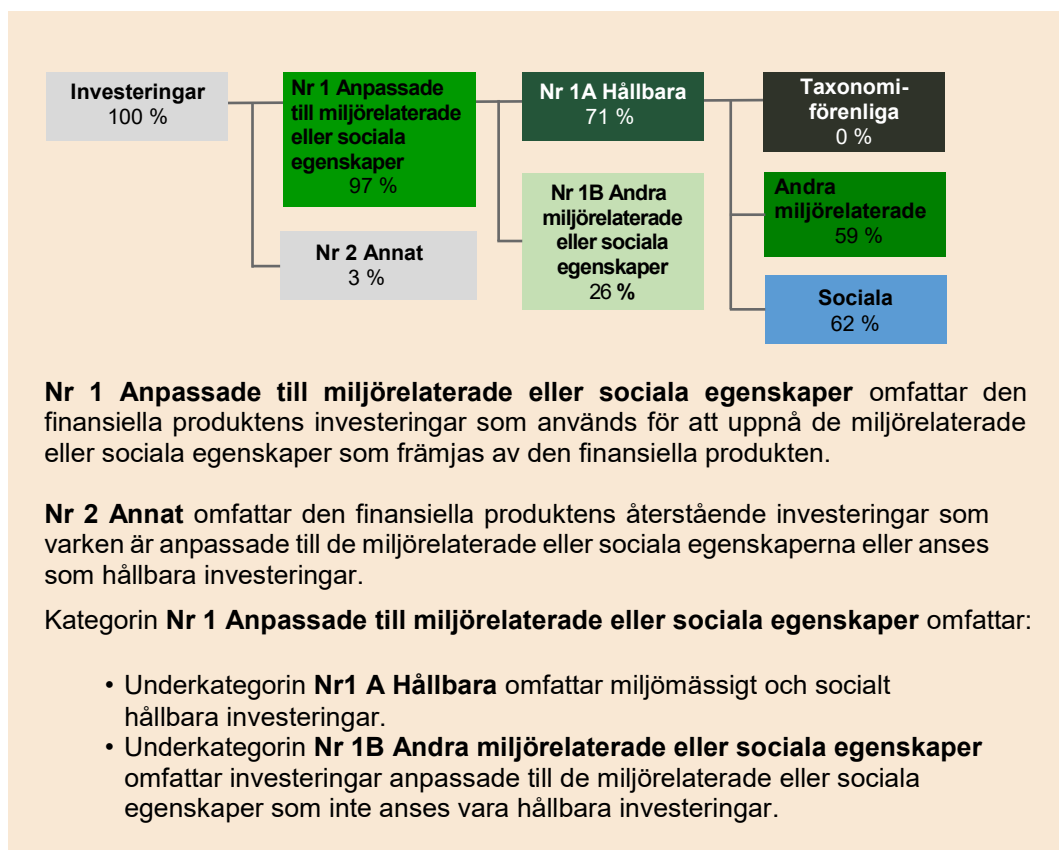 Investeringar
100 %
Nr 1 Anpassade
till miljörelaterade
eller sociala
egenskaper
97 %
Nr 2 Annat
3 %
Nr 1A Hållbara
71 %
Nr 1B Andra
miljörelaterade
eller sociala
egenskaper
26 %
Taxonomi-
förenliga
0 %
Andra
miljörelaterade
59 %
Sociala
62 %
Nr 1 Anpassade till miljörelaterade eller sociala egenskaper omfattar den
finansiella produktens investeringar som används för att uppnå de miljörelaterade
eller sociala egenskaper som främjas av den finansiella produkten.
Nr 2 Annat omfattar den finansiella produktens återstående investeringar som
varken är anpassade till de miljörelaterade eller sociala egenskaperna eller anses
som hållbara investeringar.
Kategorin Nr 1 Anpassade till miljörelaterade eller sociala egenskaper omfattar:
• Underkategorin Nr1 A Hållbara omfattar miljömässigt och socialt
hållbara investeringar.
• Underkategorin Nr 1B Andra miljörelaterade eller sociala egenskaper
omfattar investeringar anpassade till de miljörelaterade eller sociala
egenskaper som inte anses vara hållbara investeringar.